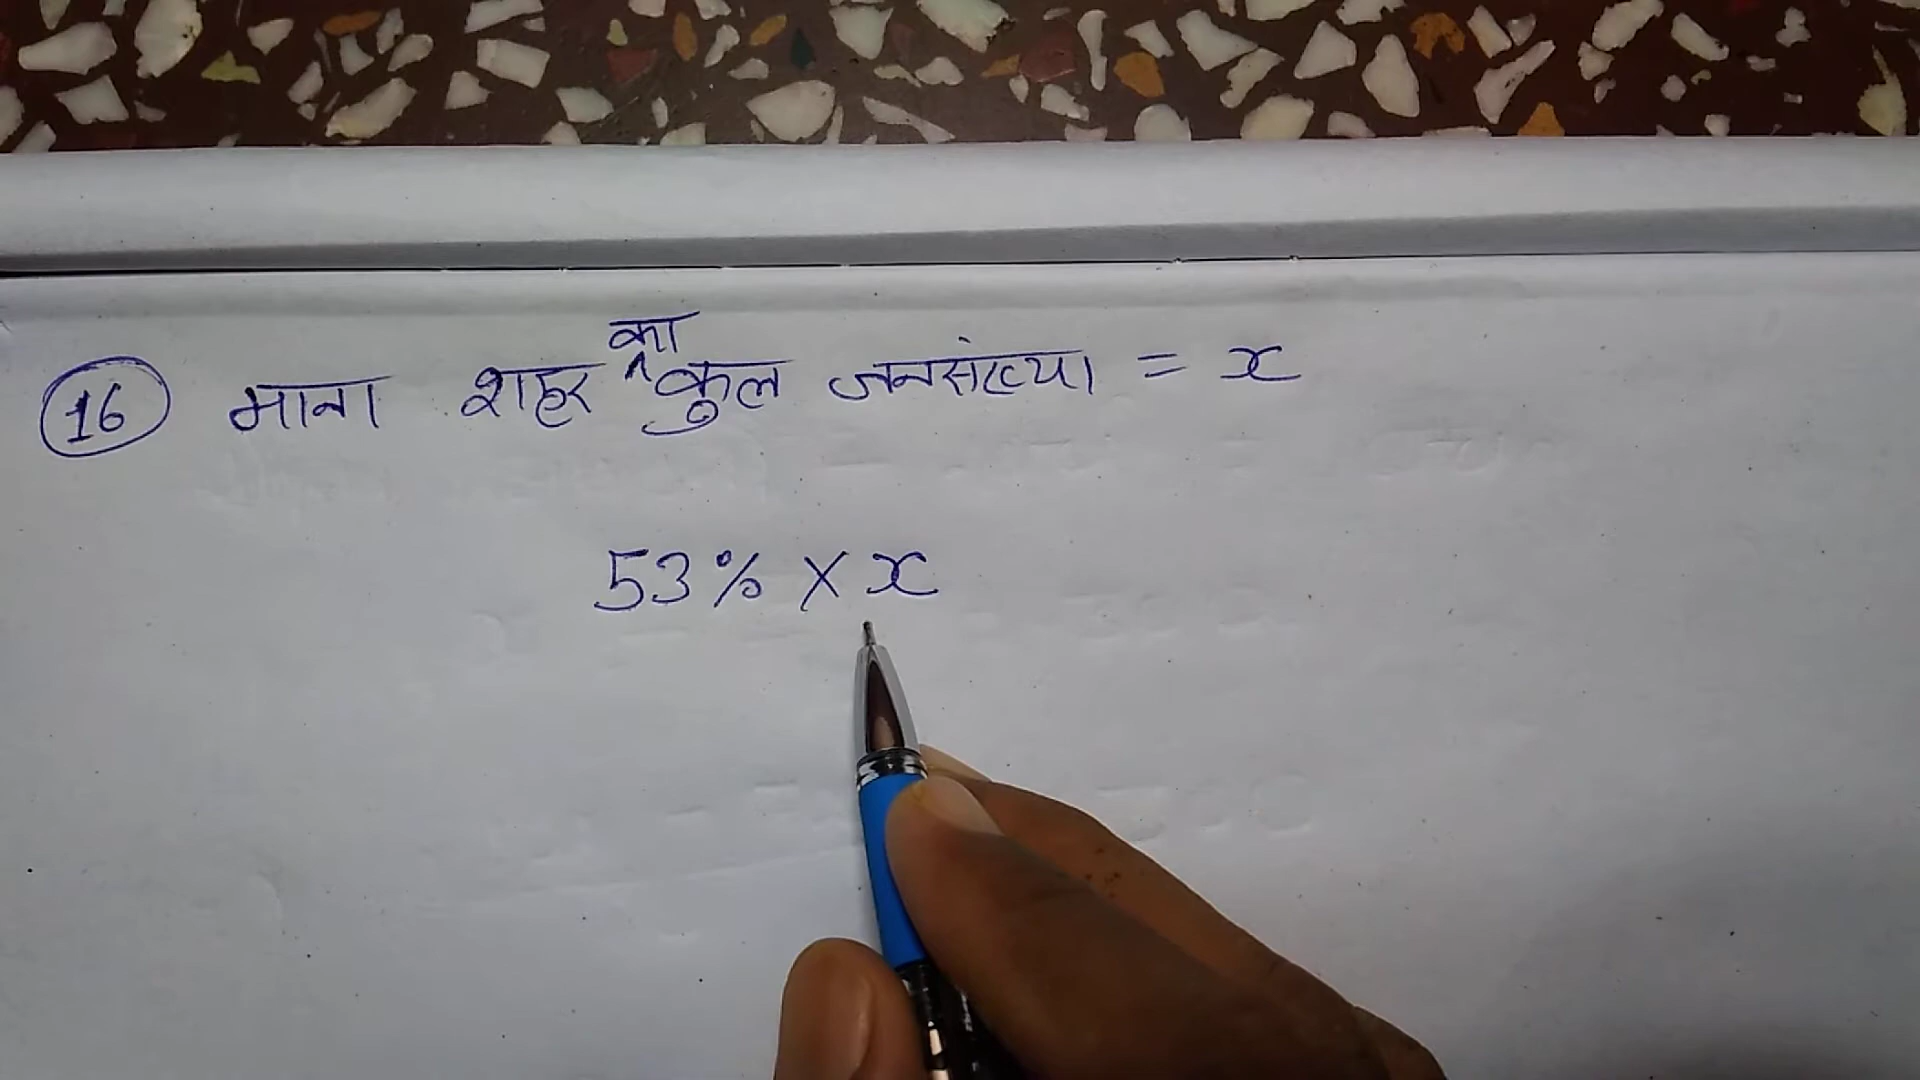 16 माना शहर का कुल जनसंख्या = x
53% × x